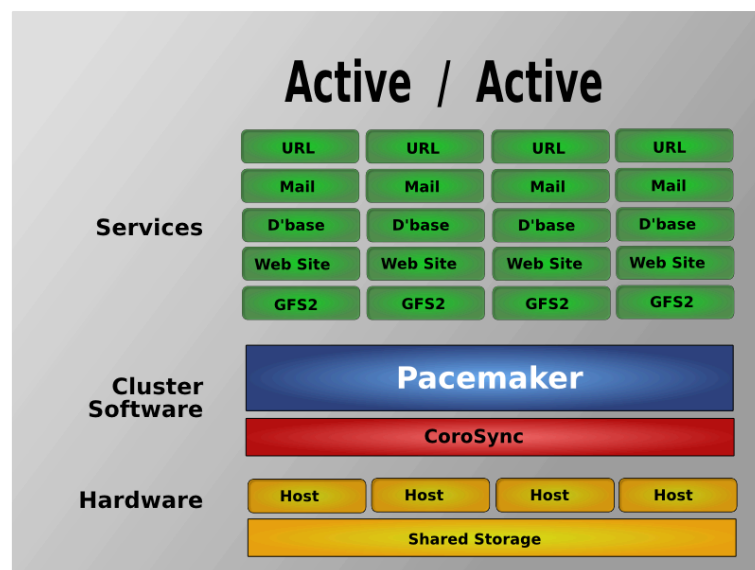 Active / Active
URL URL URL URL
Mail Mail Mail Mail
Services
D'base D'base D'base D'base
Web Site Web Site Web Site Web Site
GFS2 GFS2 GFS2 GFS2
Cluster
Software
Pacemaker
CoroSync
Hardware
Host Host Host Host
Shared Storage